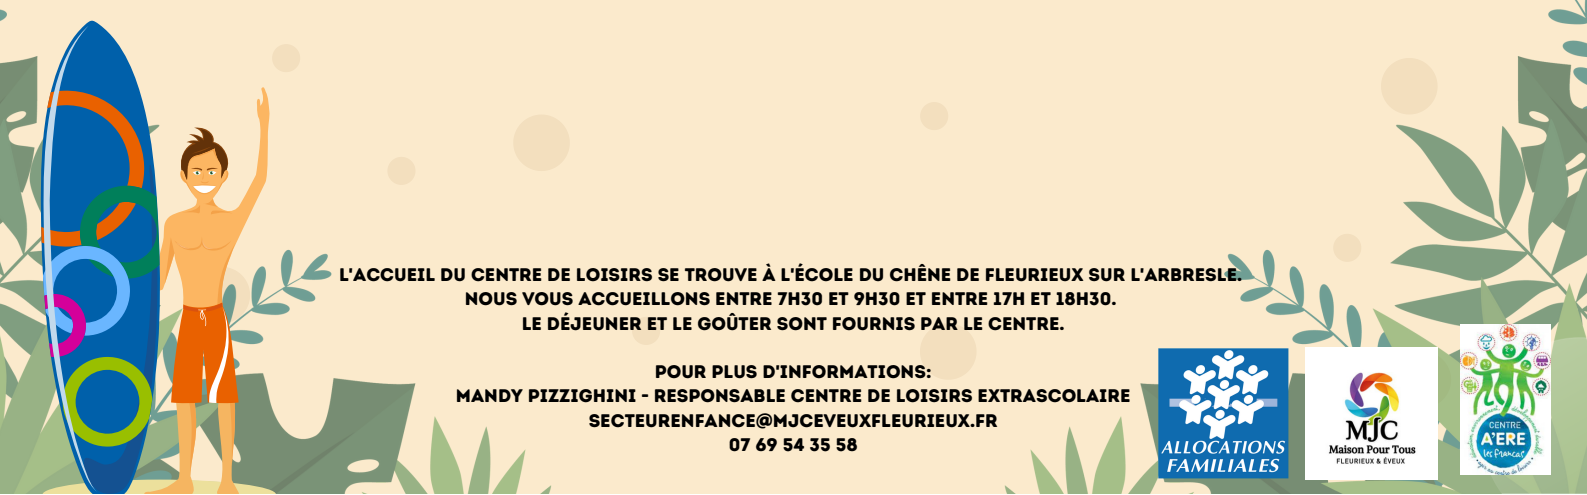 L'ACCUEIL DU CENTRE DE LOISIRS SE TROUVE À L'ÉCOLE DU CHÊNE DE FLEURIEUX SUR L'ARBRESLE.
NOUS VOUS ACCUEILLONS ENTRE 7H30 ET 9H30 ET ENTRE 17H ET 18H30.
LE DÉJEUNER ET LE GOÛTER SONT FOURNIS PAR LE CENTRE.
POUR PLUS D'INFORMATIONS:
MANDY PIZZIGHINI - RESPONSABLE CENTRE DE LOISIRS EXTRASCOLAIRE
SECTEURENFANCE@MJCEVEUXFLEURIEUX.FR
07 69 54 35 58
ALLOCATIONS
FAMILIALES
MJC
Maison Pour Tous
FLEURIEUX & ÉVEUX
CENTRE
A'ERE
les Francas